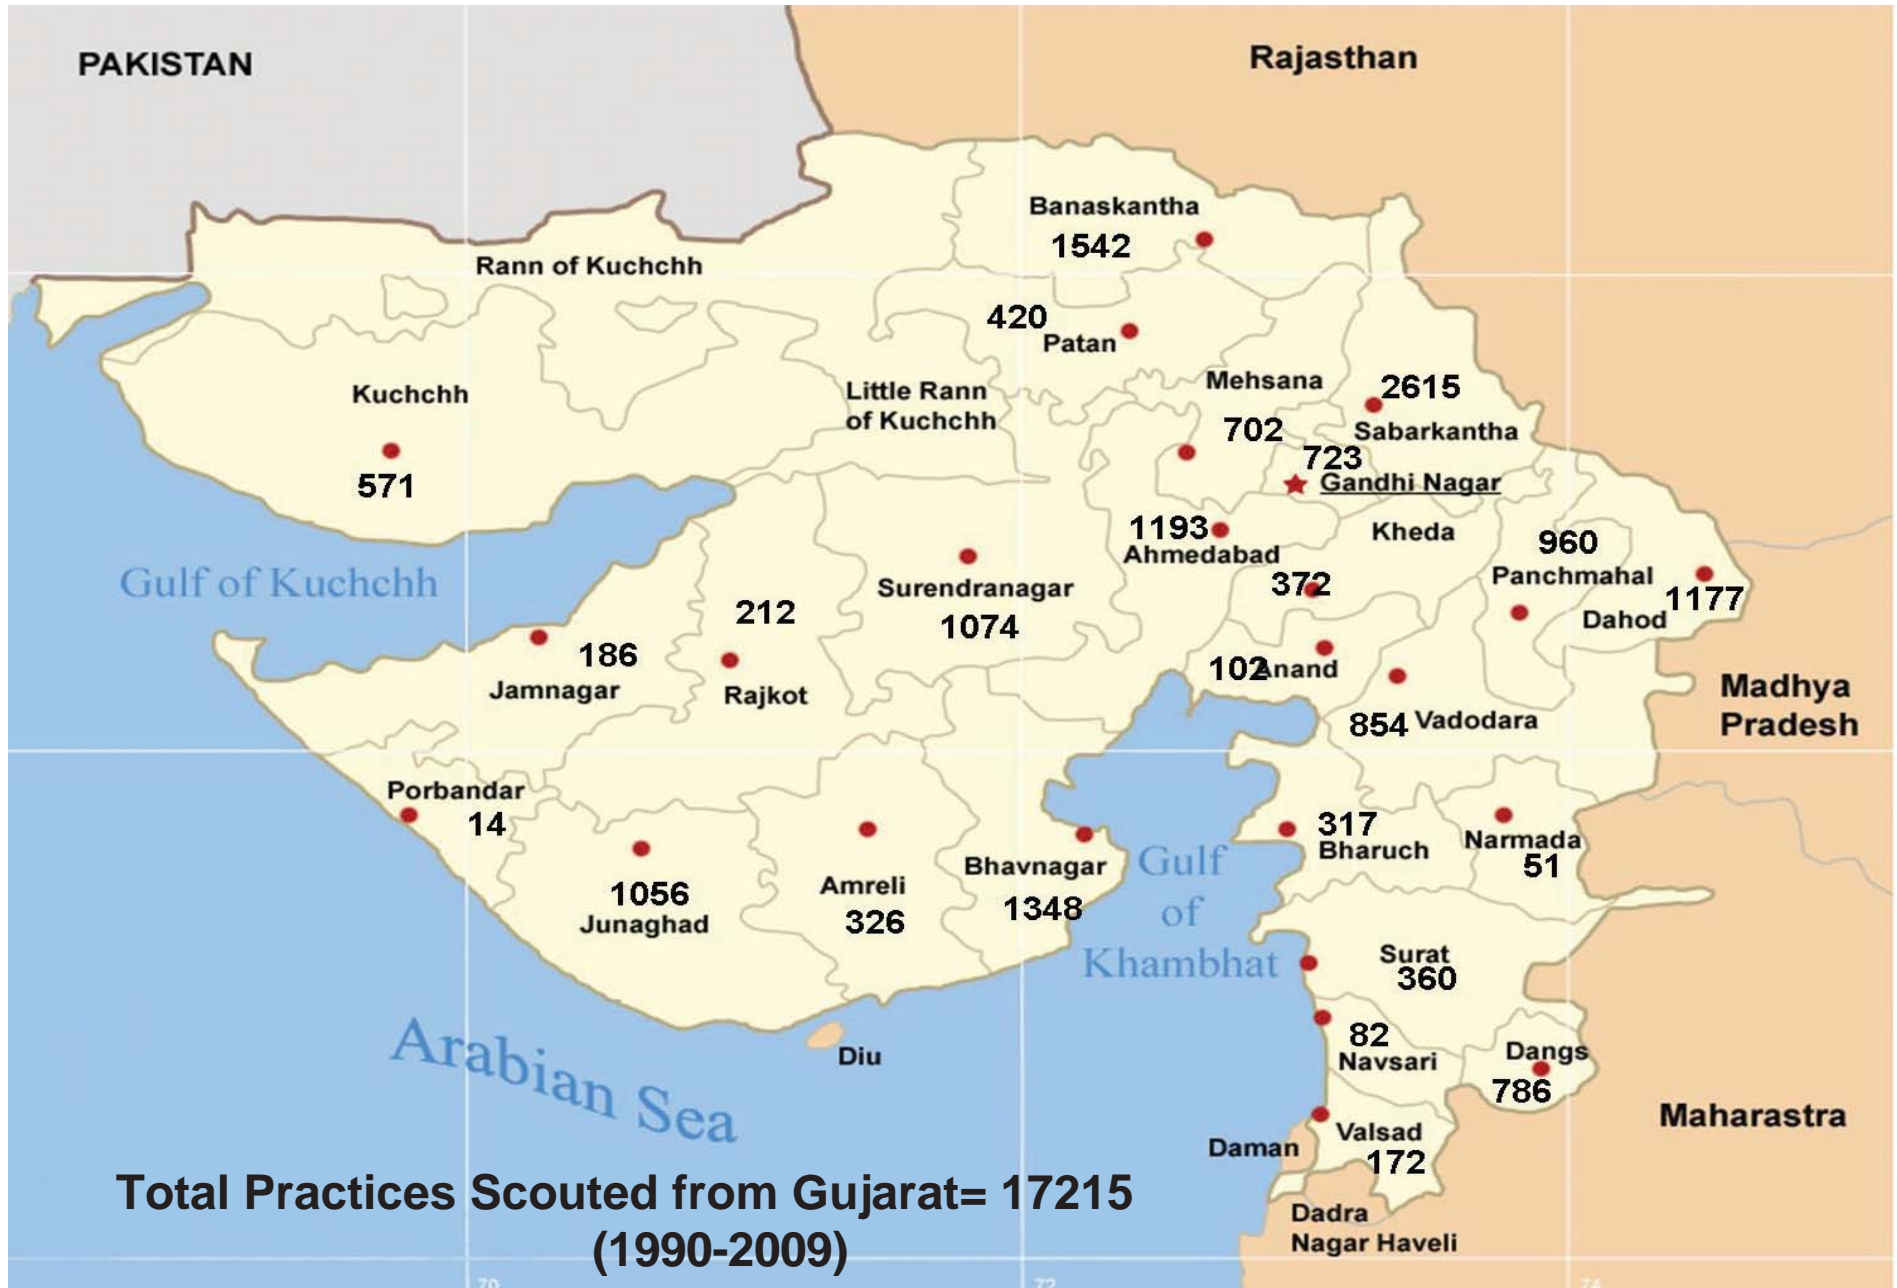 PAKISTAN
Rajasthan
Banaskantha
1542
Rann of Kuchchh
420
Patan
Kuchchh
571
Little Rann
of Kuchchh
Mehsana
702
2615
Sabarkantha
723
Gandhi Nagar
1193
Ahmedabad
Kheda
372
960
Panchmahal
1177
Dahod
Gulf of Kuchchh
Surendranagar
1074
212
Rajkot
186
Jamnagar
102
Anand
854 Vadodara
Madhya
Pradesh
Porbandar
14
1056
Junaghad
Amreli
326
Bhavnagar
1348
Gulf
of
Khambhat
317
Bharuch
Narmada
51
Surat
360
82
Navsari
Dangs
786
Arabian Sea
Diu
Daman
Valsad
172
Maharastra
Dadra
Nagar Haveli
Total Practices Scouted from Gujarat= 17215
(1990-2009)
70
72
74